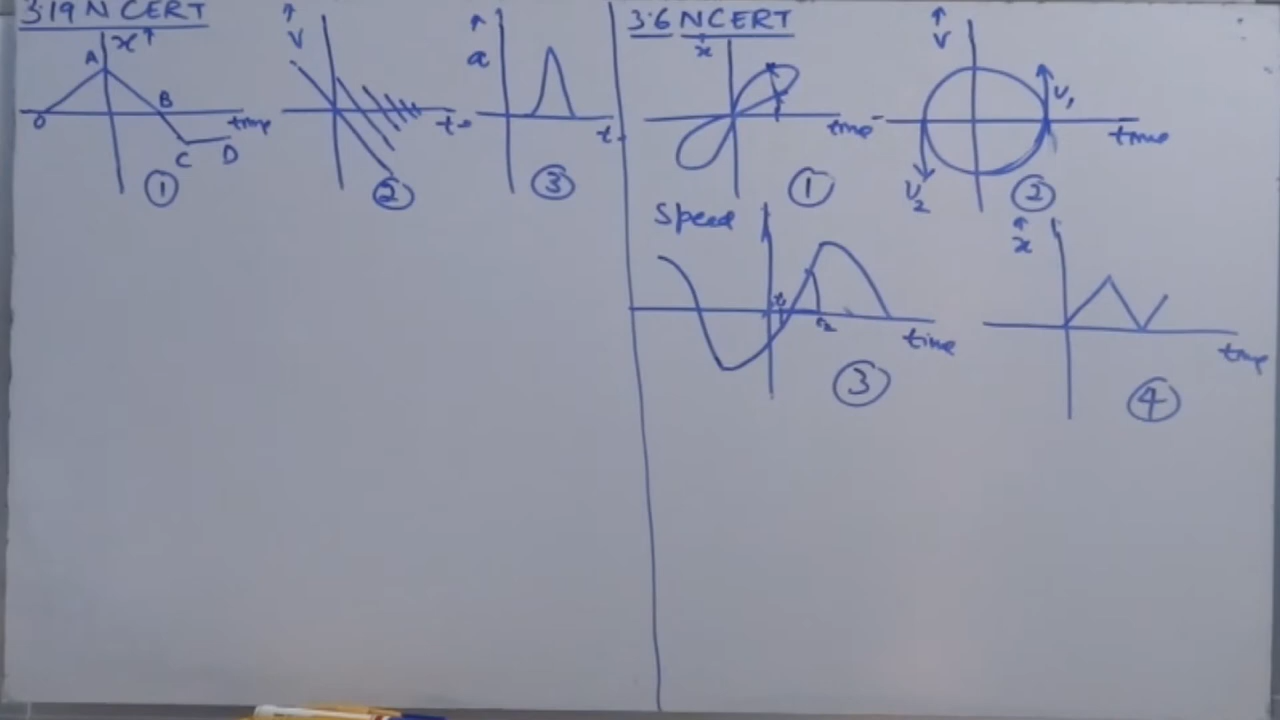 3.19 NCERT
x
A
O
B
time
C
D
①
V
t
②
a
t
③
3.6 NCERT
x
time
①
V
V₁
time
V₂
②
Speed
t₁
t₂
time
③
x
time
④